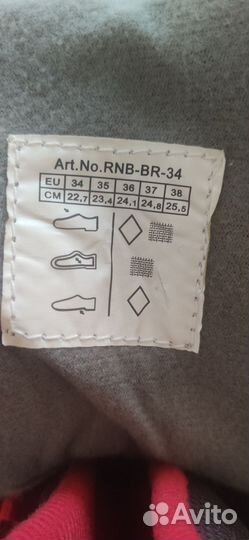 Art.No.RNB-BR-34
EU 34 35 36 37 38
CM 22,7 23,4 24,1 24,8 25,5
Avito